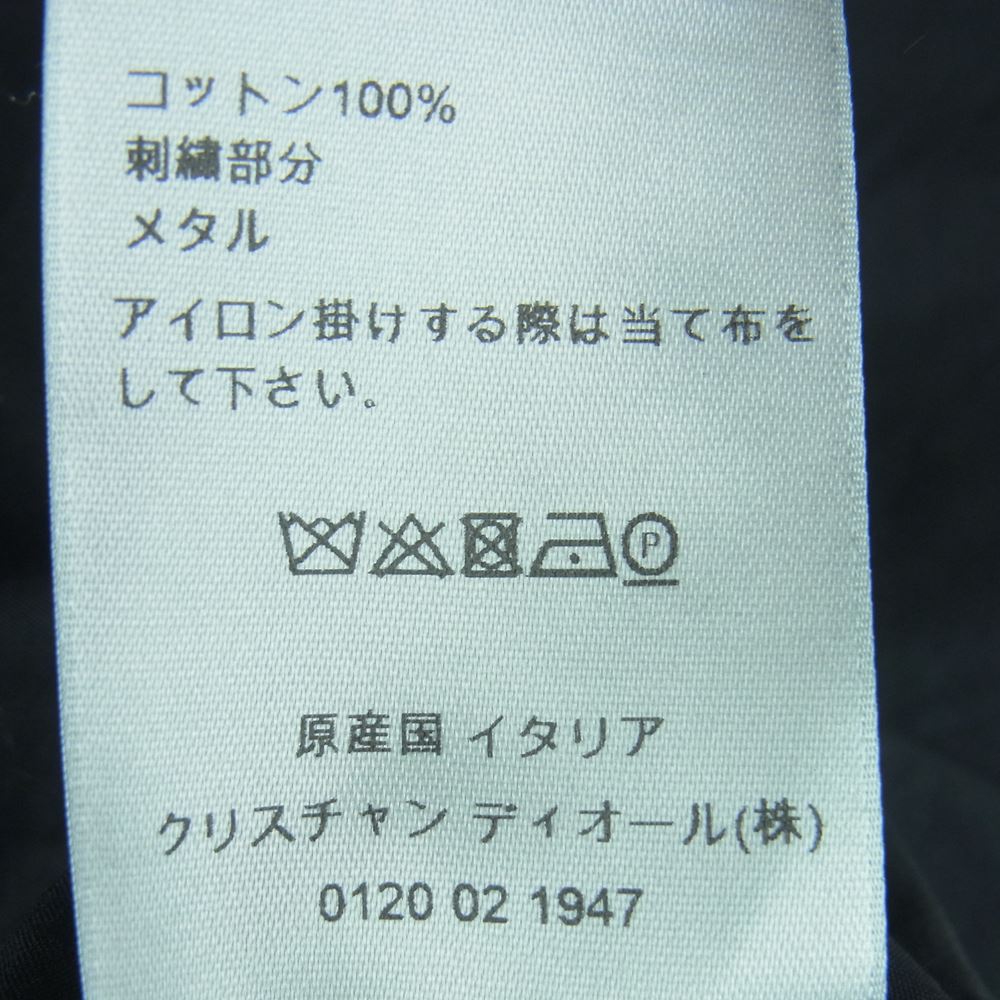 コットン100%
刺繍部分
メタル
アイロン掛けする際は当て布を
して下さい。
P
原産国 イタリア
クリスチャン ディオール(株)
0120 02 1947